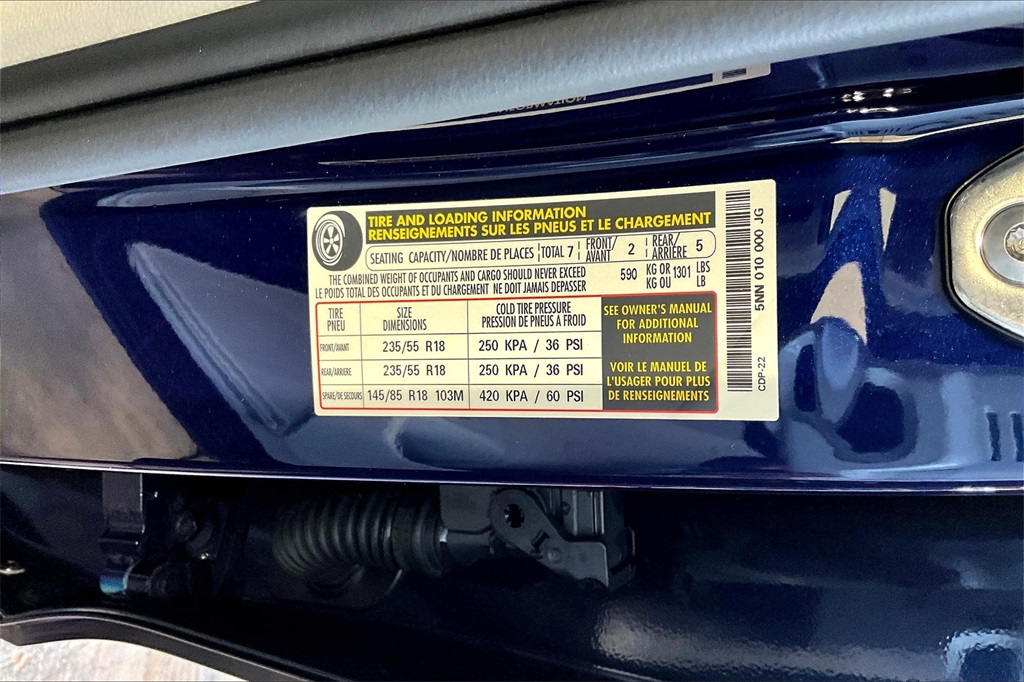 TIRE AND LOADING INFORMATION
RENSEIGNEMENTS SUR LES PNEUS ET LE CHARGEMENT
SEATING CAPACITY/NOMBRE DE PLACES TOTAL 7 FRONT/AVANT 2 REAR/ARRIÈRE 5
THE COMBINED WEIGHT OF OCCUPANTS AND CARGO SHOULD NEVER EXCEED 590 KG OR 1301 LBS
LE POIDS TOTAL DES OCCUPANTS ET DU CHARGEMENT NE DOIT JAMAIS DEPASSER KG OU LB
TIRE PNEU
SIZE DIMENSIONS
COLD TIRE PRESSURE
PRESSION DE PNEUS A FROID
FRONT/AVANT 235/55 R18 250 KPA / 36 PSI
REAR/ARRIERE 235/55 R18 250 KPA / 36 PSI
SPARE/DE SECOURS 145/85 R18 103M 420 KPA / 60 PSI
SEE OWNER'S MANUAL
FOR ADDITIONAL
INFORMATION
VOIR LE MANUEL DE
L'USAGER POUR PLUS
DE RENSEIGNEMENTS
5NN 010 000 JG
CDP-22